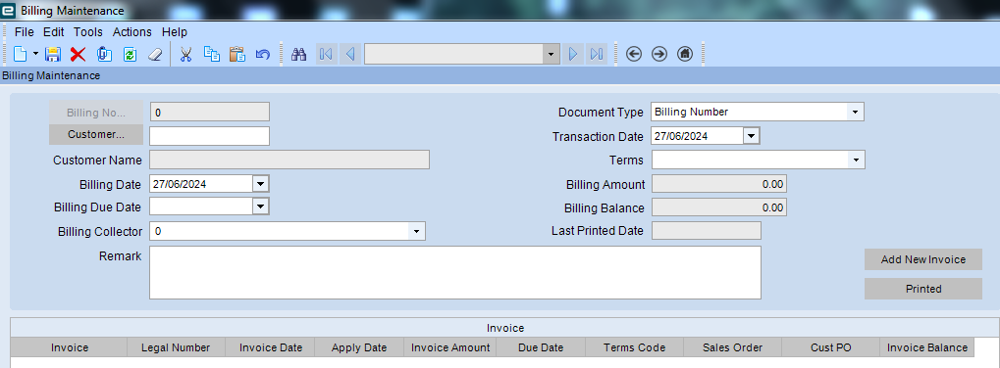 e Billing Maintenance
File Edit Tools Actions Help
Billing Maintenance
Billing No... 0 Document Type Billing Number
Customer... Transaction Date 27/06/2024
Customer Name Terms
Billing Date 27/06/2024 Billing Amount 0.00
Billing Due Date Billing Balance 0.00
Billing Collector 0 Last Printed Date
Remark Add New Invoice
Printed
Invoice
Invoice Legal Number Invoice Date Apply Date Invoice Amount Due Date Terms Code Sales Order Cust PO Invoice Balance